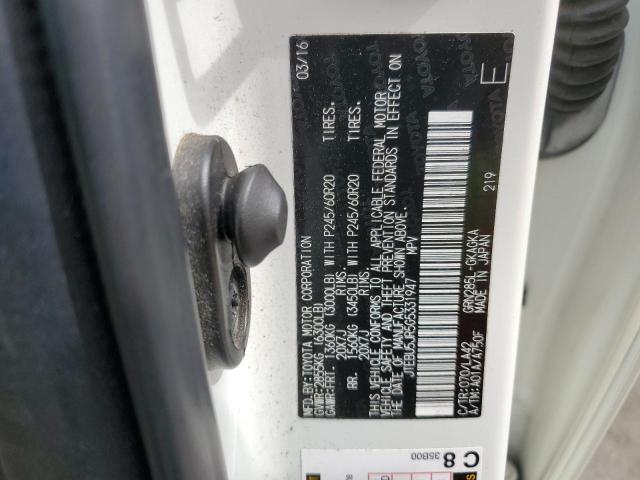 MFD.BY:TOYOTA MOTOR CORPORATION 03/16
GVWR:2855KG (6300LB)
GAWR:FRT. 1360KG (3000LB) WITH P245/60R20 TIRES.
20X7J RIMS.
RR. 1560KG (3450LB) WITH P245/60R20 TIRES.
20X7J RIMS.
THIS VEHICLE CONFORMS TO ALL APPLICABLE FEDERAL MOTOR
VEHICLE SAFETY AND THEFT PREVENTION STANDARDS IN EFFECT ON
THE DATE OF MANUFACTURE SHOWN ABOVE.
JTEBU5JR5G5331947 MPV
E
C/TR:070/LA42 GRN285L-GKAGKA
A/TM:A01A/A750F MADE IN JAPAN 219
C 8
35B00